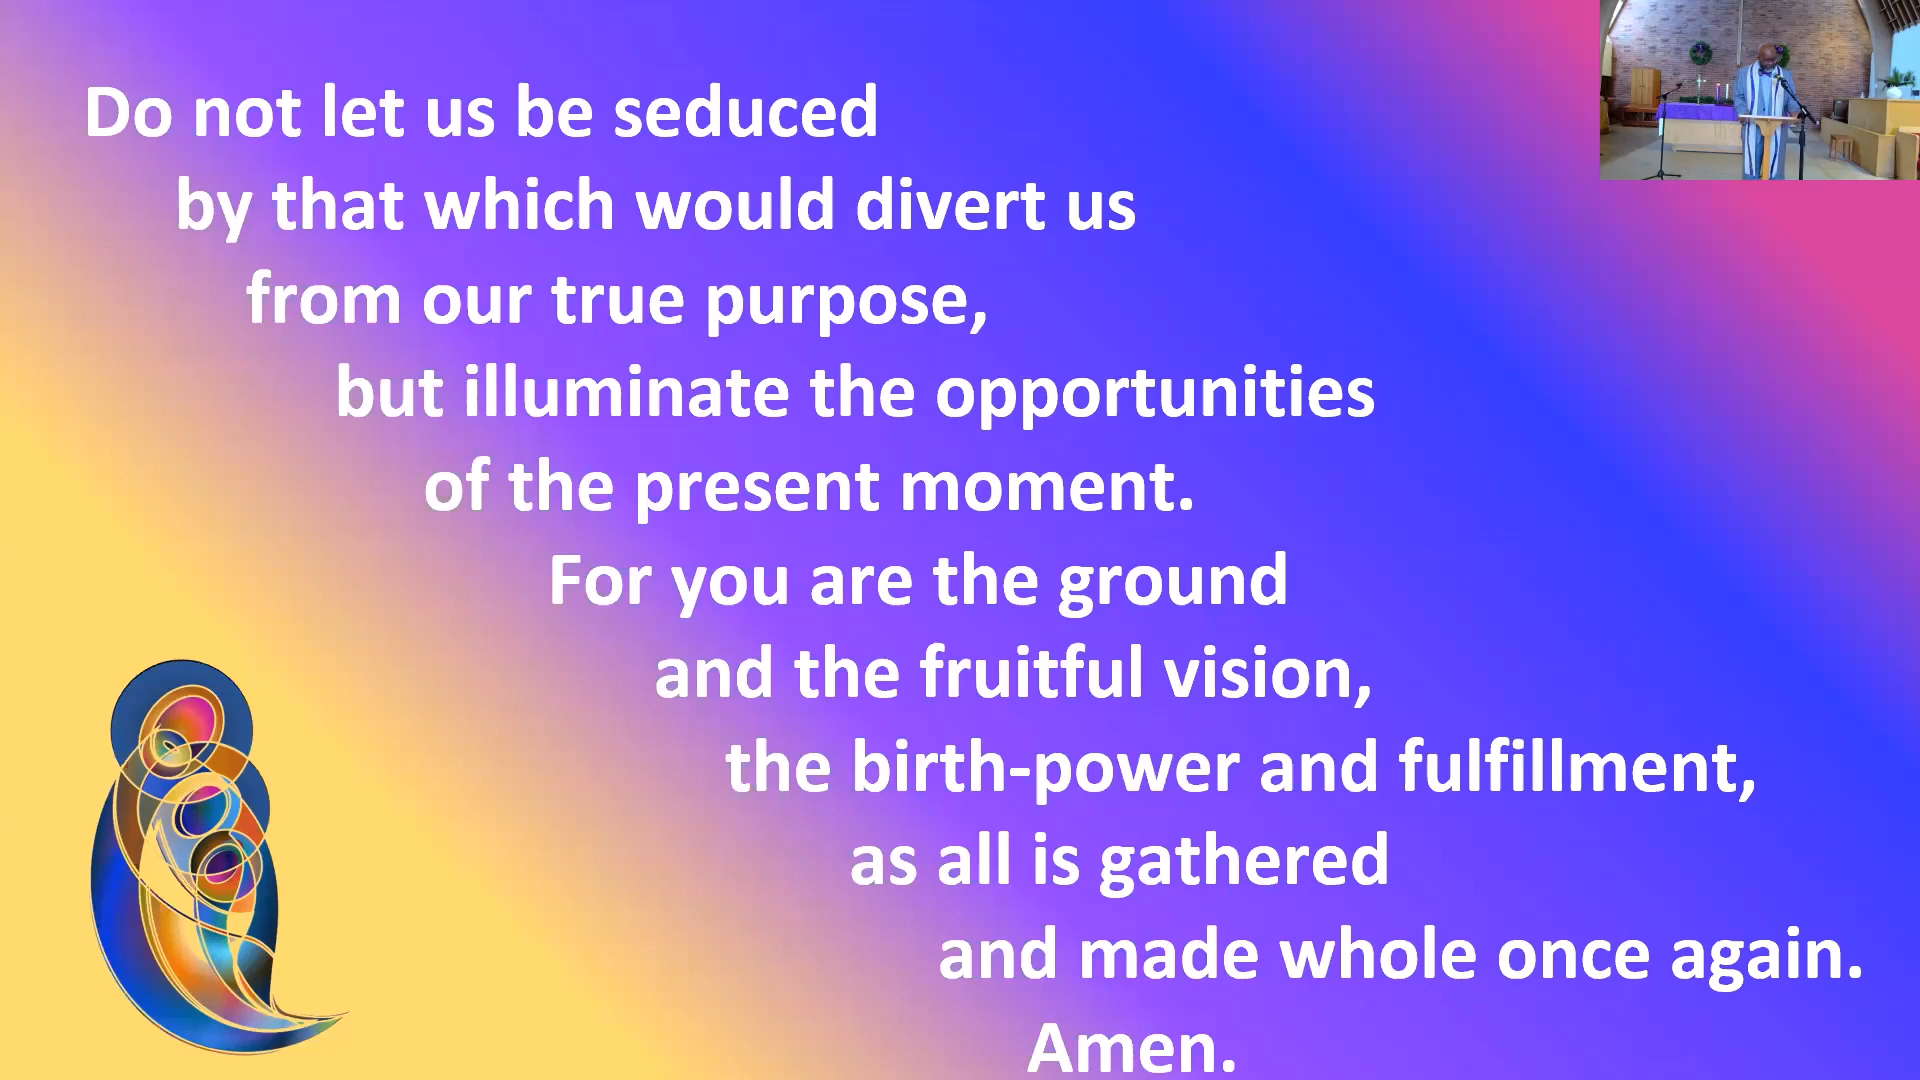 Do not let us be seduced
by that which would divert us
from our true purpose,
but illuminate the opportunities
of the present moment.
For you are the ground
and the fruitful vision,
the birth-power and fulfillment,
as all is gathered
and made whole once again.
Amen.